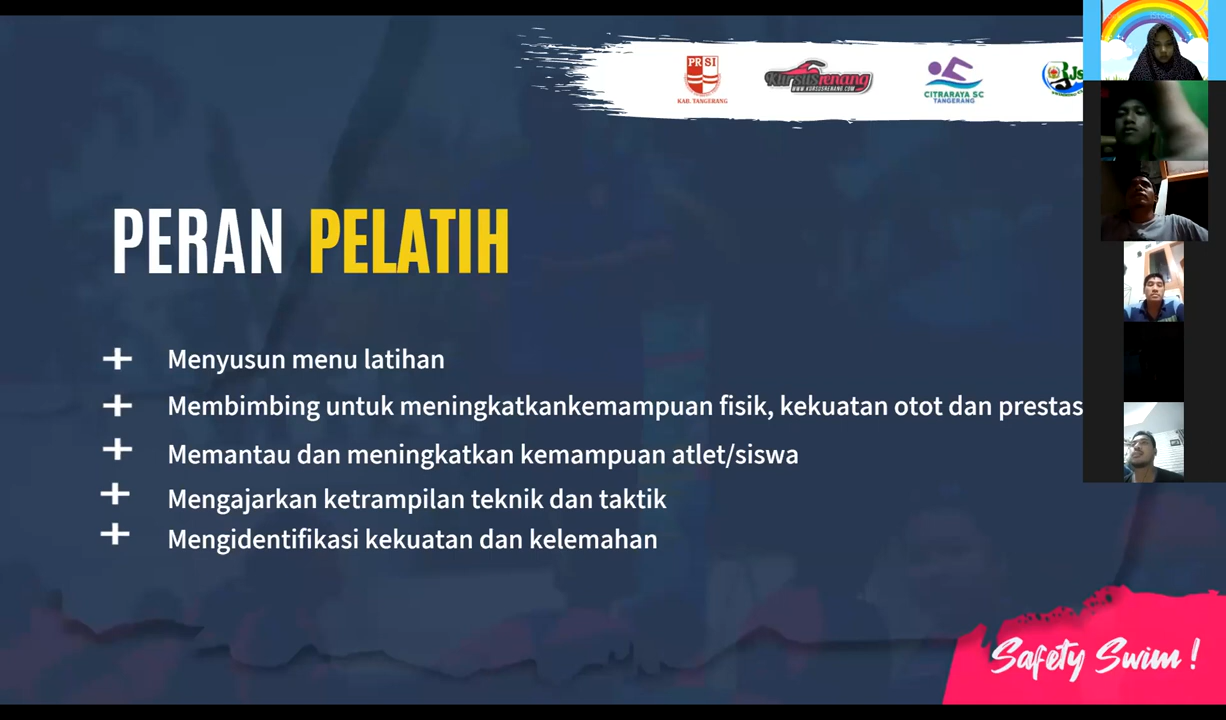 PRSI
KAB. TANGERANG
Kursusrenang
WWW.KURSUSRENANG.COM
CITRARAYA SC
TANGERANG
PERAN PELATIH
Menyusun menu latihan
Membimbing untuk meningkatkankemampuan fisik, kekuatan otot dan prestas
Memantau dan meningkatkan kemampuan atlet/siswa
Mengajarkan ketrampilan teknik dan taktik
Mengidentifikasi kekuatan dan kelemahan
Safety Swim !